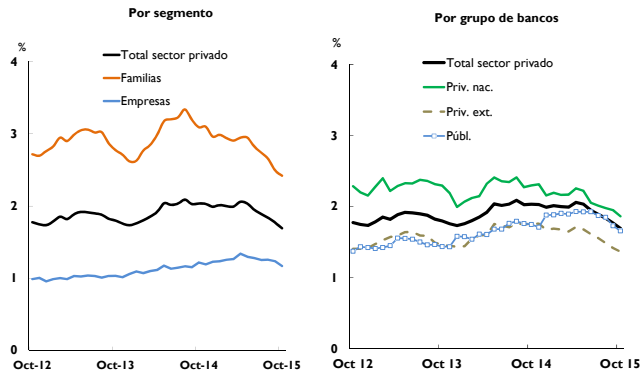 Por segmento
%
Total sector privado
Familias
Empresas
4
3
2
1
0
Oct-12
Oct-13
Oct-14
Oct-15
Por grupo de bancos
%
Total sector privado
Priv. nac.
Priv. ext.
Públ.
4
3
2
1
0
Oct 12
Oct 13
Oct 14
Oct 15